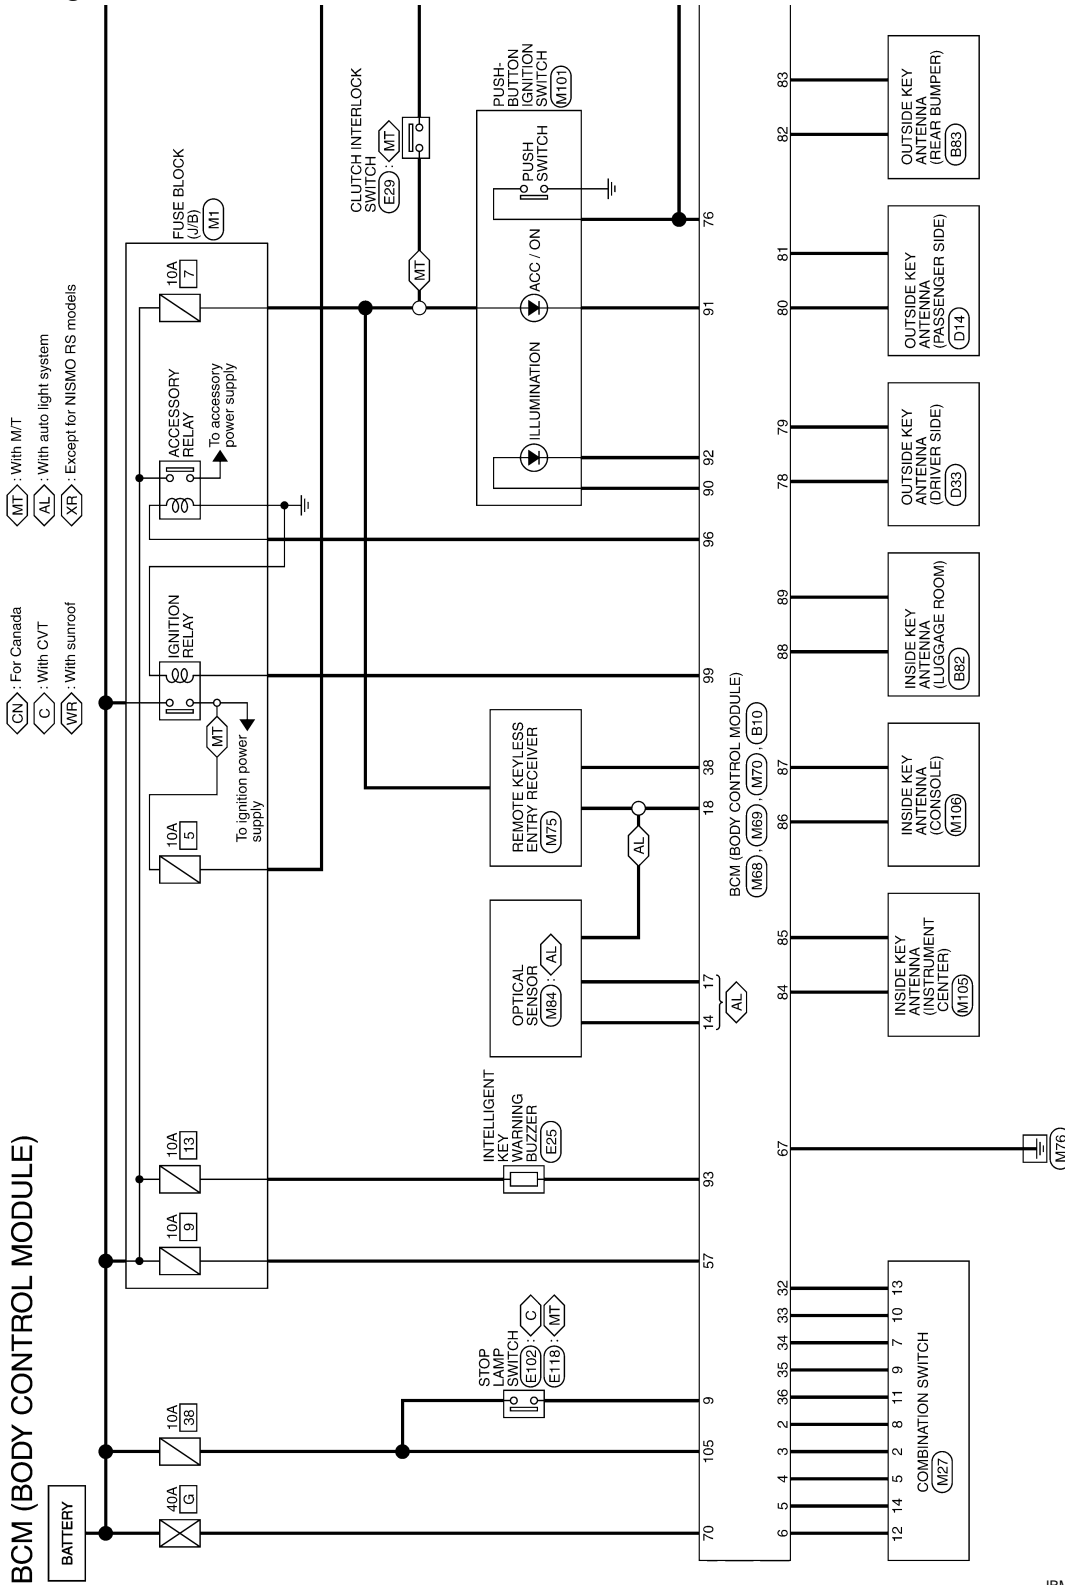 BCM (BODY CONTROL MODULE)
BATTERY
CN : For Canada
C : With CVT
WR : With sunroof
MT : With M/T
AL : With auto light system
XR : Except for NISMO RS models
40A
G
10A
38
10A
9
10A
13
10A
5
10A
7
FUSE BLOCK
(J/B)
M1
IGNITION
RELAY
MT
To ignition power
supply
ACCESSORY
RELAY
To accessory
power supply
CLUTCH INTERLOCK
SWITCH
E29 : MT
MT
STOP
LAMP
SWITCH
E102 : C
E118 : MT
INTELLIGENT
KEY
WARNING
BUZZER
E25
OPTICAL
SENSOR
M84 : AL
AL
REMOTE KEYLESS
ENTRY RECEIVER
M75
PUSH-
BUTTON
IGNITION
SWITCH
M101
ILLUMINATION
ACC / ON
PUSH
SWITCH
70
105
9
57
93
14
17
AL
18
38
99
96
90
92
91
76
BCM (BODY CONTROL MODULE)
M68 , M69 , M70 , B10
6
5
4
3
2
36
35
34
33
32
67
84
85
86
87
88
89
78
79
80
81
82
83
12
14
5
2
8
11
9
7
10
13
COMBINATION SWITCH
M27
M76
INSIDE KEY
ANTENNA
(INSTRUMENT
CENTER)
M105
INSIDE KEY
ANTENNA
(CONSOLE)
M106
INSIDE KEY
ANTENNA
(LUGGAGE ROOM)
B82
OUTSIDE KEY
ANTENNA
(DRIVER SIDE)
D33
OUTSIDE KEY
ANTENNA
(PASSENGER SIDE)
D14
OUTSIDE KEY
ANTENNA
(REAR BUMPER)
B83